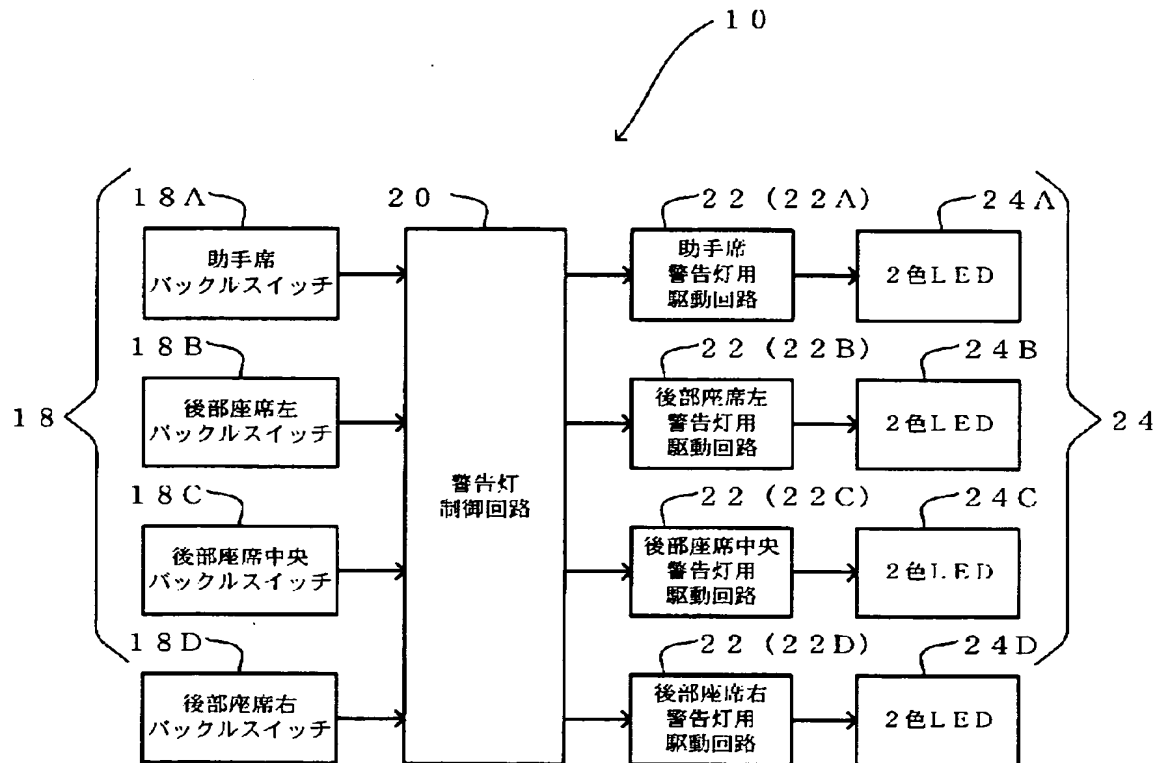 10
18A
20
22(22A)
24A
助手席
バックルスイッチ
助手席
警告灯用
駆動回路
2色LED
18B
22(22B)
24B
後部座席左
バックルスイッチ
後部座席左
警告灯用
駆動回路
2色LED
18
24
警告灯
制御回路
18C
22(22C)
24C
後部座席中央
バックルスイッチ
後部座席中央
警告灯用
駆動回路
2色LED
18D
22(22D)
24D
後部座席右
バックルスイッチ
後部座席右
警告灯用
駆動回路
2色LED